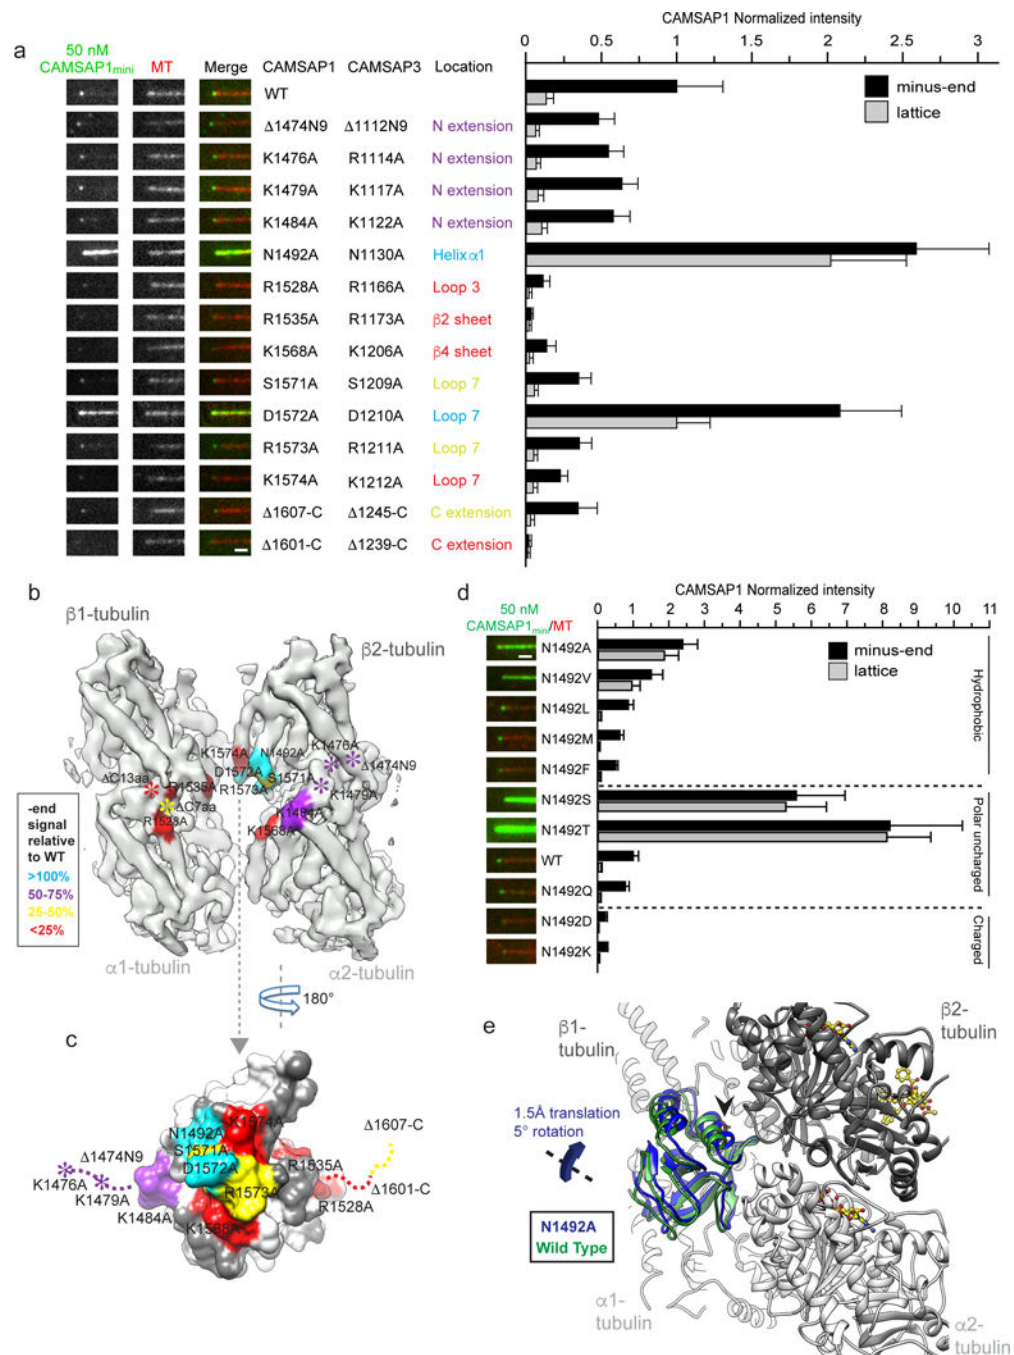 a
50 nM
CAMSAP1mini MT Merge CAMSAP1 CAMSAP3 Location
CAMSAP1 Normalized intensity
0 0.5 1 1.5 2 2.5 3
minus-end
lattice
WT
Δ1474N9 Δ1112N9 N extension
K1476A R1114A N extension
K1479A K1117A N extension
K1484A K1122A N extension
N1492A N1130A Helix α1
R1528A R1166A Loop 3
R1535A R1173A β2 sheet
K1568A K1206A β4 sheet
S1571A S1209A Loop 7
D1572A D1210A Loop 7
R1573A R1211A Loop 7
K1574A K1212A Loop 7
Δ1607-C Δ1245-C C extension
Δ1601-C Δ1239-C C extension
b
β1-tubulin
β2-tubulin
K1574A N1492A K1476A
D1572A S1571A Δ1474N9
R1573A K1479A
ΔC13aa R1535A
ΔC7aa K1484A
R1528A K1568A
-end
signal
relative
to WT
>100%
50-75%
25-50%
<25%
α1-tubulin
α2-tubulin
180°
c
N1492A K1574A
S1571A
D1572A
R1573A
K1568A
Δ1474N9
K1476A
K1479A
K1484A
R1535A
R1528A
Δ1607-C
Δ1601-C
d
CAMSAP1 Normalized intensity
50 nM
CAMSAP1mini/MT
0 1 2 3 4 5 6 7 8 9 10 11
minus-end
lattice
N1492A
N1492V
N1492L
N1492M
N1492F
N1492S
N1492T
WT
N1492Q
N1492D
N1492K
Hydrophobic
Polar uncharged
Charged
e
β1-
tubulin
β2-
tubulin
1.5Å translation
5° rotation
N1492A
Wild Type
α1-
tubulin
α2-
tubulin